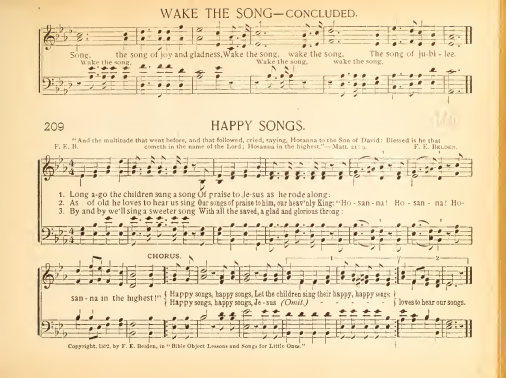 WAKE THE SONG—CONCLUDED.
Song, the song of joy and gladness, Wake the song, wake the song, The song of ju-bi-lee.
Wake the song, Wake the song, wake the song,
209
HAPPY SONGS.
"And the multitude that went before, and that followed, cried, saying, Hosanna to the Son of David: Blessed is he that
F. E. B. cometh in the name of the Lord; Hosanna in the highest."—Matt. 21: 9. F. E. Belden.
1. Long a-go the children sang a song Of praise to Je-sus as he rode along:
2. As of old he loves to hear us sing Our songs of praise to him, our heav'nly King: "Ho - san - na! Ho - san - na! Ho-
3. By and by we'll sing a sweeter song With all the saved, a glad and glorious throng:
CHORUS.
san-na in the highest!" Happy songs, happy songs, Let the children sing their happy, happy songs;
Happy songs, happy songs, Je - sus (Omit.) - - - - loves to hear our songs.
Copyright, 1892, by F. E. Belden, in "Bible Object Lessons and Songs for Little Ones."